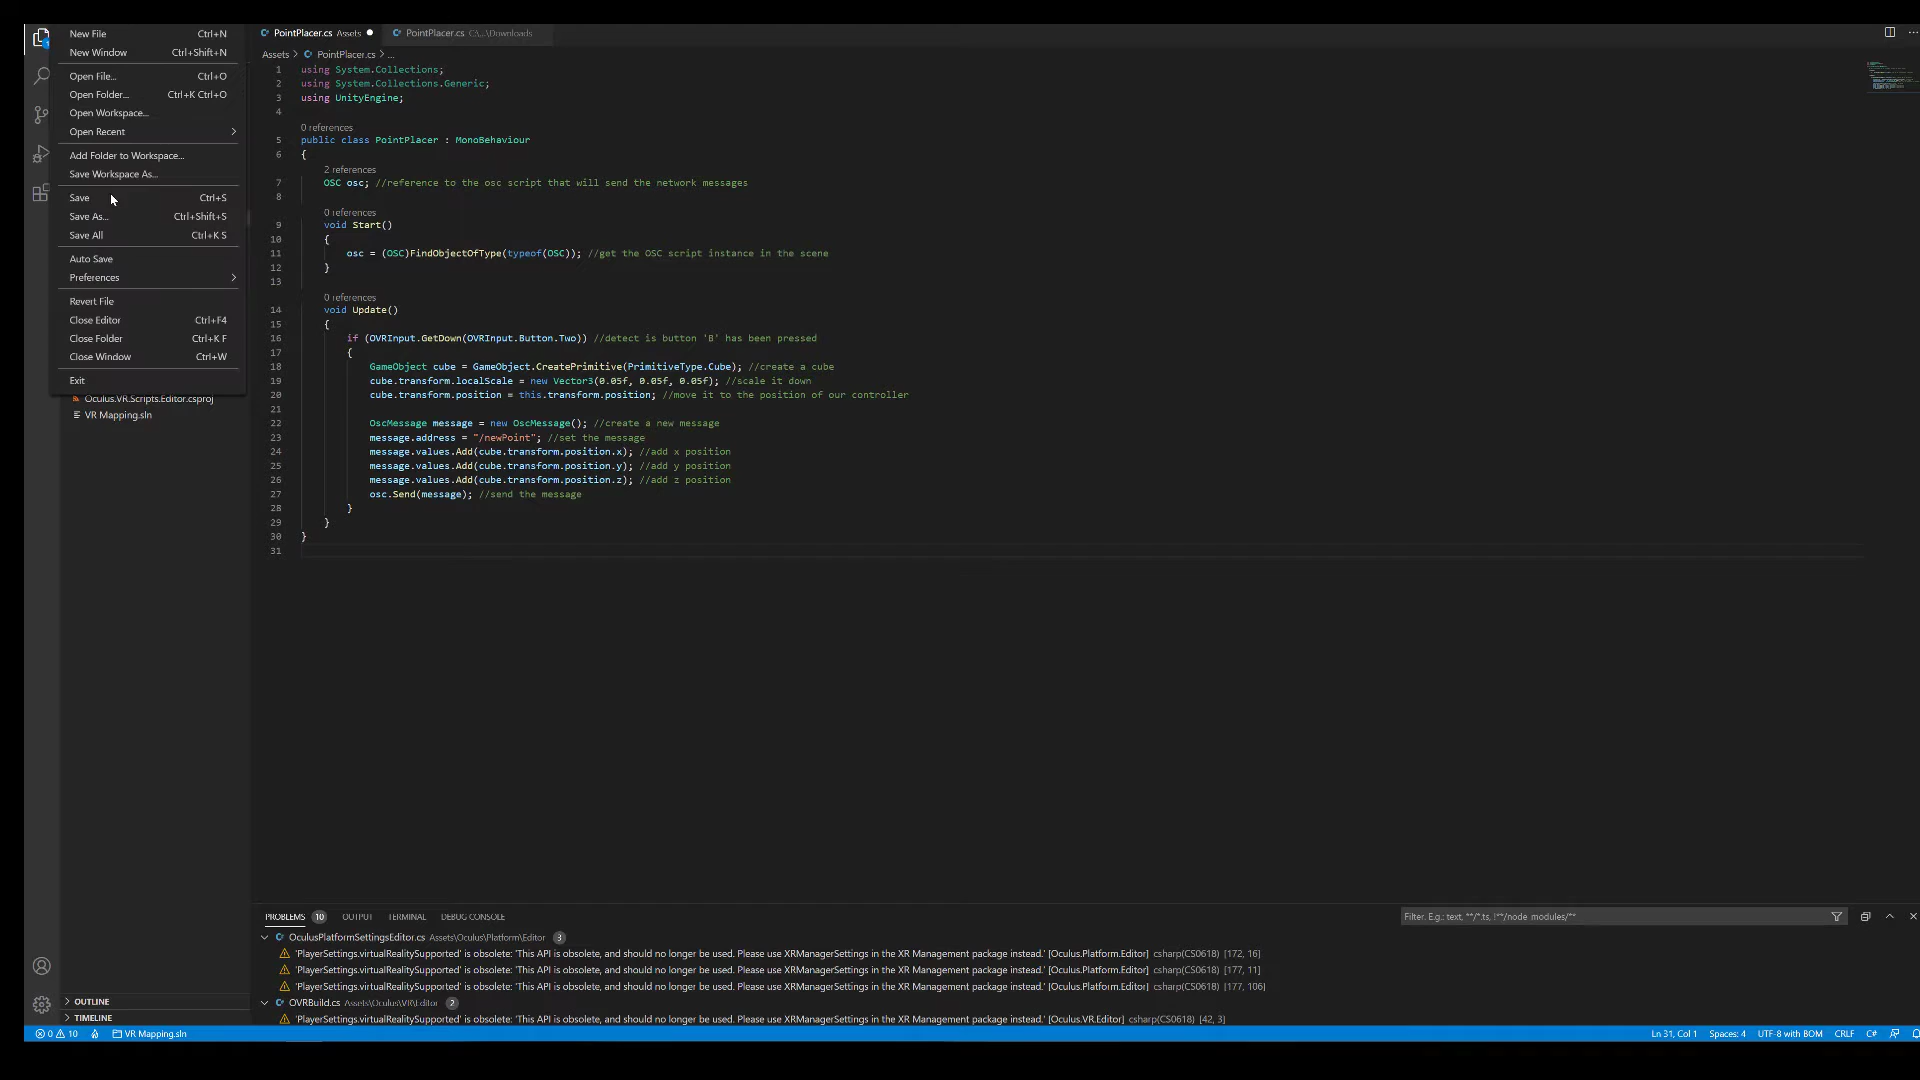 New File Ctrl+N
New Window Ctrl+Shift+N
Open File... Ctrl+O
Open Folder... Ctrl+K Ctrl+O
Open Workspace...
Open Recent
Add Folder to Workspace...
Save Workspace As...
Save Ctrl+S
Save As... Ctrl+Shift+S
Save All Ctrl+K S
Auto Save
Preferences
Revert File
Close Editor Ctrl+F4
Close Folder Ctrl+K F
Close Window Ctrl+W
Exit
Oculus.VR.Scripts.Editor.csproj
VR Mapping.sln
OUTLINE
TIMELINE
PointPlacer.cs Assets
PointPlacer.cs C:\...\Downloads
Assets > PointPlacer.cs > ...
1 using System.Collections;
2 using System.Collections.Generic;
3 using UnityEngine;
4
0 references
5 public class PointPlacer : MonoBehaviour
6 {
2 references
7 OSC osc; //reference to the osc script that will send the network messages
8
0 references
9 void Start()
10 {
11 osc = (OSC)FindObjectOfType(typeof(OSC)); //get the OSC script instance in the scene
12 }
13
0 references
14 void Update()
15 {
16 if (OVRInput.GetDown(OVRInput.Button.Two)) //detect is button 'B' has been pressed
17 {
18 GameObject cube = GameObject.CreatePrimitive(PrimitiveType.Cube); //create a cube
19 cube.transform.localScale = new Vector3(0.05f, 0.05f, 0.05f); //scale it down
20 cube.transform.position = this.transform.position; //move it to the position of our controller
21
22 OscMessage message = new OscMessage(); //create a new message
23 message.address = "/newPoint"; //set the message
24 message.values.Add(cube.transform.position.x); //add x position
25 message.values.Add(cube.transform.position.y); //add y position
26 message.values.Add(cube.transform.position.z); //add z position
27 osc.Send(message); //send the message
28 }
29 }
30 }
31
PROBLEMS 10 OUTPUT TERMINAL DEBUG CONSOLE Filter. E.g.: text, **/*.ts, !**/node_modules/**
OculusPlatformSettingsEditor.cs Assets\Oculus\Platform\Editor 3
'PlayerSettings.virtualRealitySupported' is obsolete: 'This API is obsolete, and should no longer be used. Please use XRManagerSettings in the XR Management package instead.' [Oculus.Platform.Editor] csharp(CS0618) [172, 16]
'PlayerSettings.virtualRealitySupported' is obsolete: 'This API is obsolete, and should no longer be used. Please use XRManagerSettings in the XR Management package instead.' [Oculus.Platform.Editor] csharp(CS0618) [177, 11]
'PlayerSettings.virtualRealitySupported' is obsolete: 'This API is obsolete, and should no longer be used. Please use XRManagerSettings in the XR Management package instead.' [Oculus.Platform.Editor] csharp(CS0618) [177, 106]
OVRBuild.cs Assets\Oculus\VR\Editor 2
'PlayerSettings.virtualRealitySupported' is obsolete: 'This API is obsolete, and should no longer be used. Please use XRManagerSettings in the XR Management package instead.' [Oculus.VR.Editor] csharp(CS0618) [42, 3]
0 10 VR Mapping.sln Ln 31, Col 1 Spaces: 4 UTF-8 with BOM CRLF C#